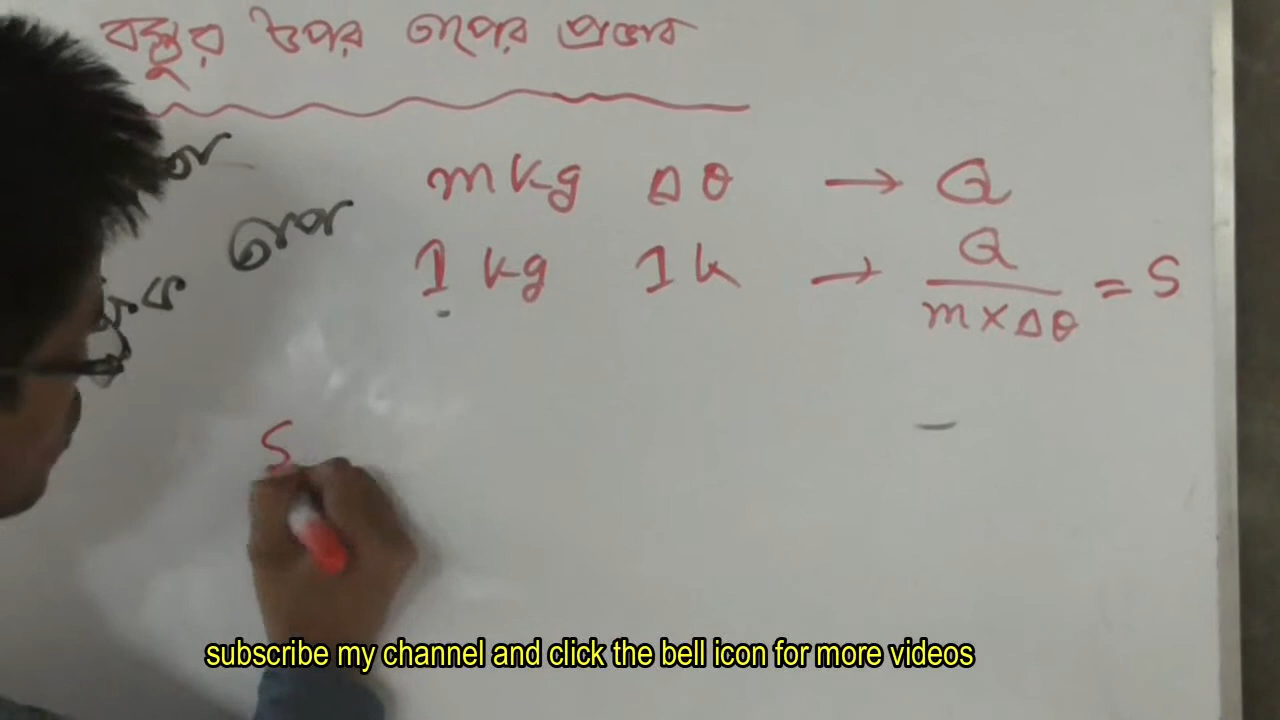 বস্তুর উপর তাপের প্রভাব
m kg Δθ → Q
তাপ
1 kg 1k → Q / m × Δθ = S
S
subscribe my channel and click the bell icon for more videos